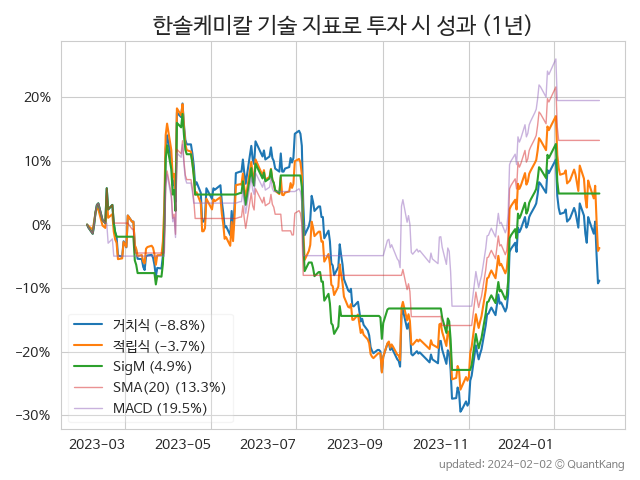 한솔케미칼 기술 지표로 투자 시 성과 (1년)
20%
10%
0%
−10%
−20%
−30%
거치식 (−8.8%)
적립식 (−3.7%)
SigM (4.9%)
SMA(20) (13.3%)
MACD (19.5%)
2023-03 2023-05 2023-07 2023-09 2023-11 2024-01
updated: 2024-02-02 © QuantKang